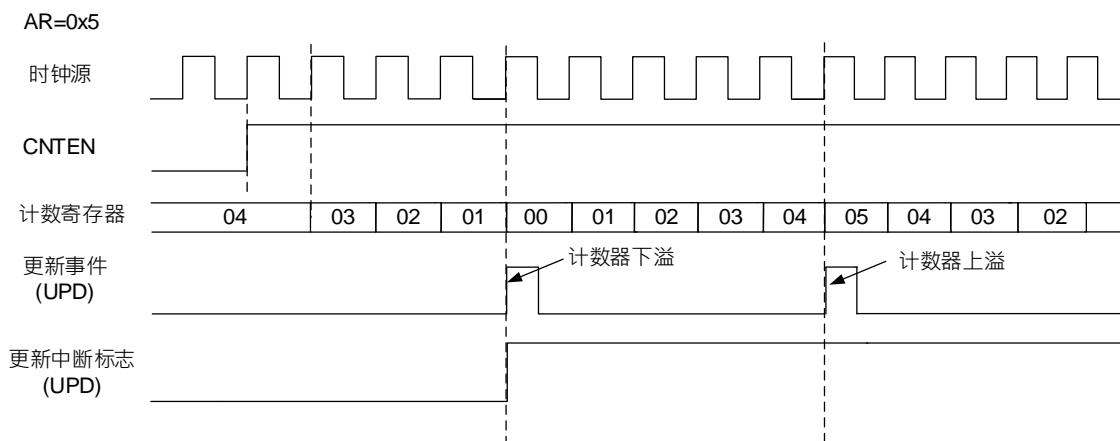 AR=0x5
时钟源
CNTEN
计数寄存器
04 03 02 01 00 01 02 03 04 05 04 03 02
更新事件
(UPD)
计数器下溢
计数器上溢
更新中断标志
(UPD)